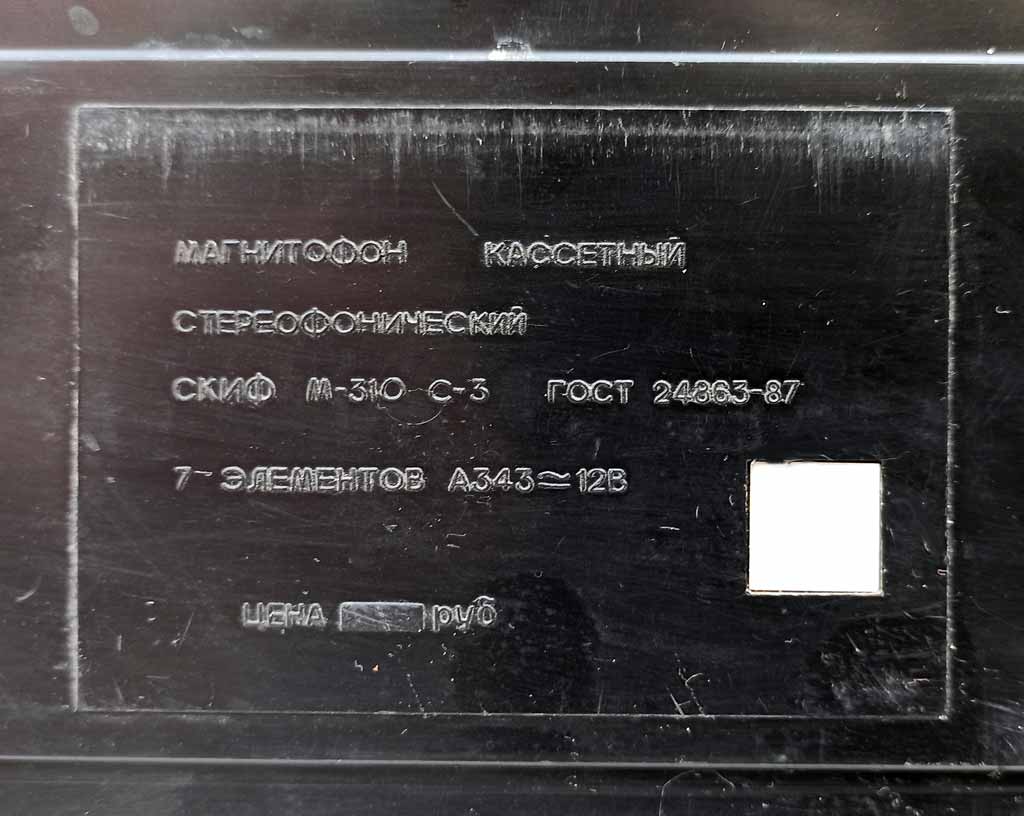 МАГНИТОФОН КАССЕТНЫЙ
СТЕРЕОФОНИЧЕСКИЙ
СКИФ М-310 С-3 ГОСТ 24863-87
7-ЭЛЕМЕНТОВ А343≃12В
ЦЕНА руб